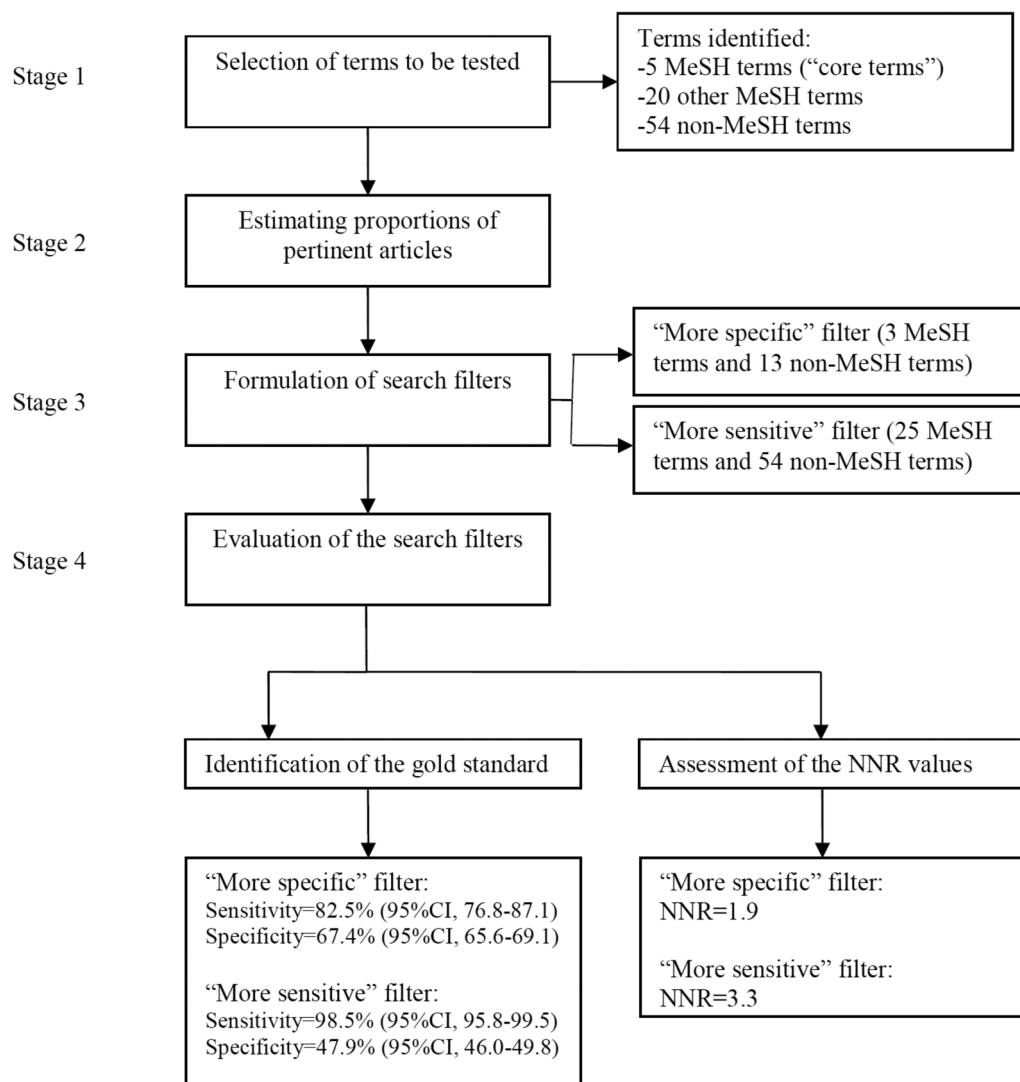 Stage 1
Selection of terms to be tested
Terms identified:
-5 MeSH terms (“core terms”)
-20 other MeSH terms
-54 non-MeSH terms
Stage 2
Estimating proportions of
pertinent articles
Stage 3
Formulation of search filters
“More specific” filter (3 MeSH
terms and 13 non-MeSH terms)
“More sensitive” filter (25 MeSH
terms and 54 non-MeSH terms)
Stage 4
Evaluation of the search filters
Identification of the gold standard
Assessment of the NNR values
“More specific” filter:
Sensitivity=82.5% (95%CI, 76.8-87.1)
Specificity=67.4% (95%CI, 65.6-69.1)
“More sensitive” filter:
Sensitivity=98.5% (95%CI, 95.8-99.5)
Specificity=47.9% (95%CI, 46.0-49.8)
“More specific” filter:
NNR=1.9
“More sensitive” filter:
NNR=3.3